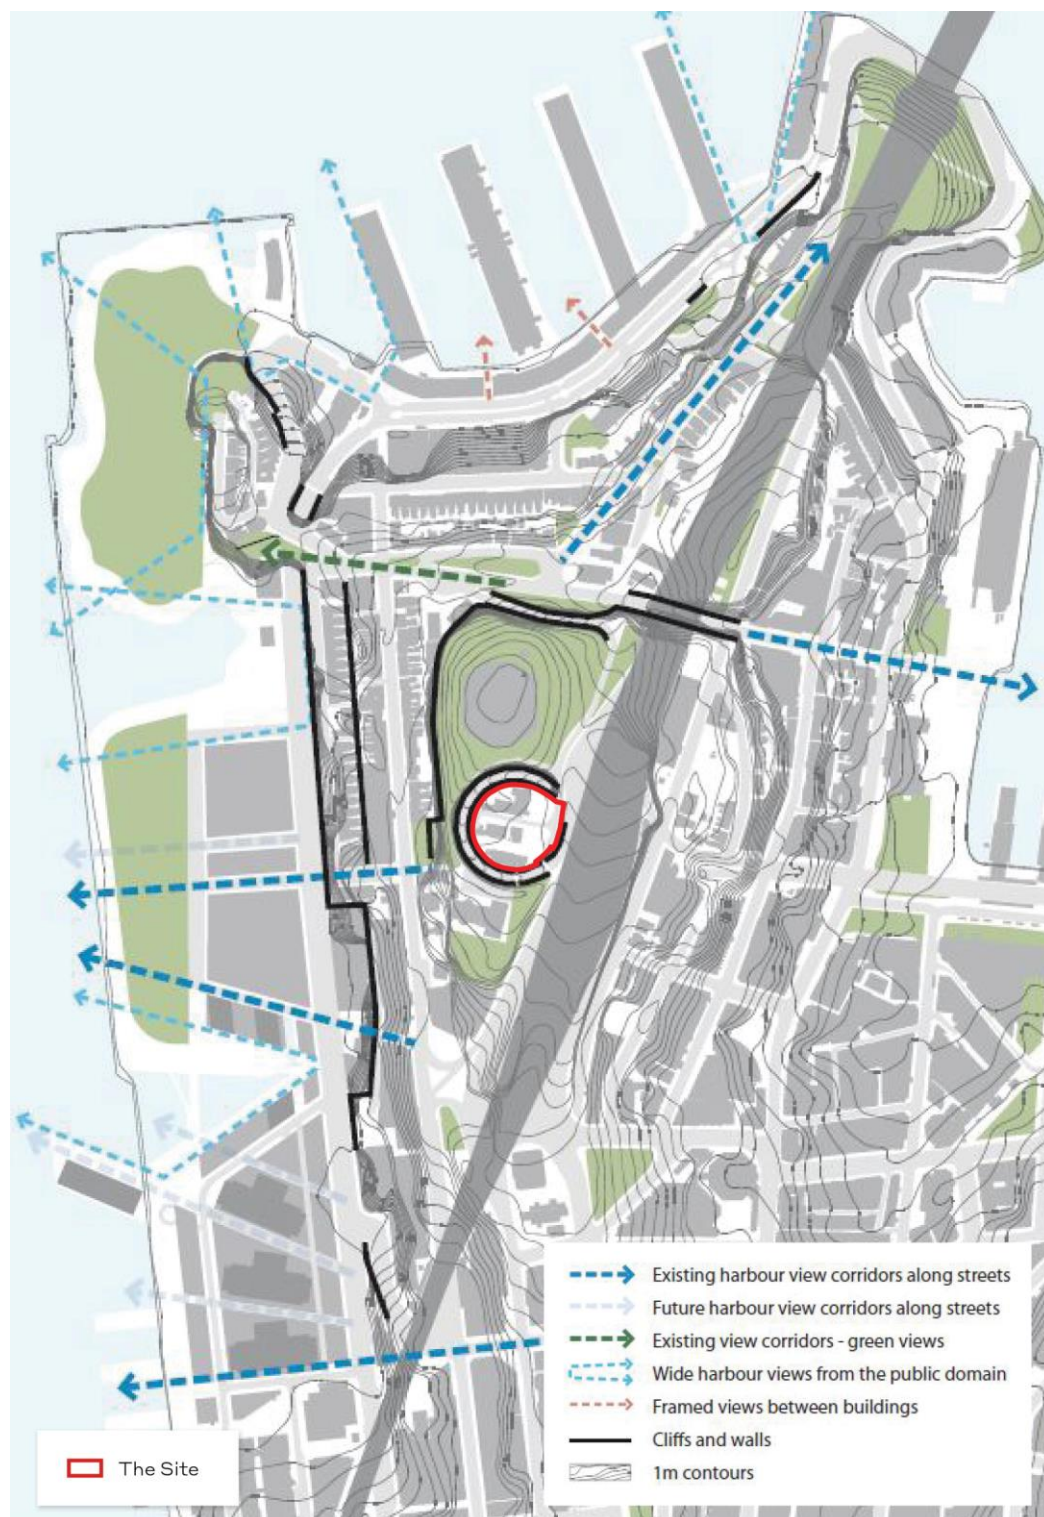 Existing harbour view corridors along streets
Future harbour view corridors along streets
Existing view corridors - green views
Wide harbour views from the public domain
Framed views between buildings
Cliffs and walls
1m contours
The Site